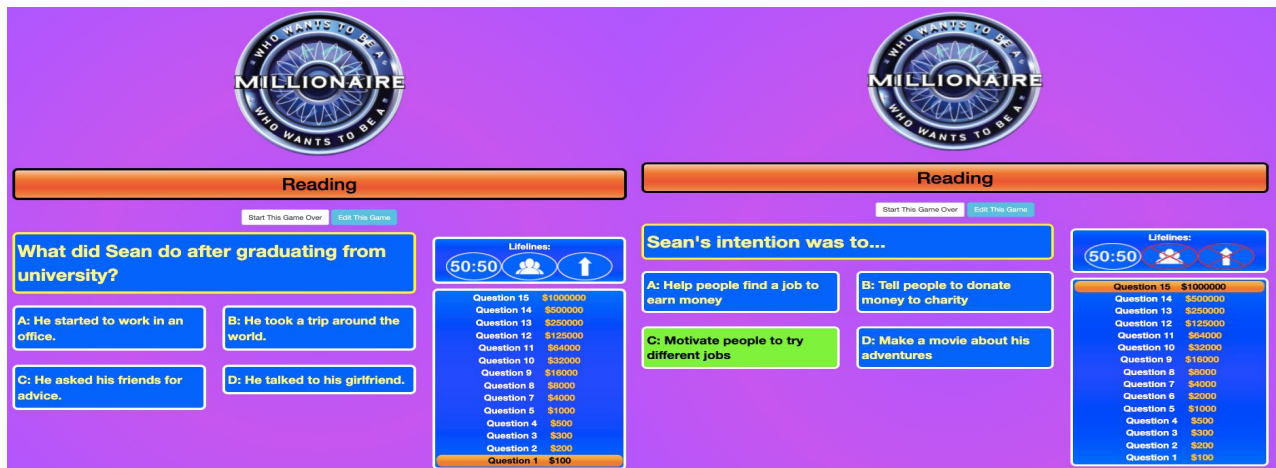 WHO WANTS TO BE A
MILLIONAIRE
WHO WANTS TO BE A
Reading
Start This Game Over Edit This Game
What did Sean do after graduating from
university?
A: He started to work in an
office.
B: He took a trip around the
world.
C: He asked his friends for
advice.
D: He talked to his girlfriend.
Lifelines:
50:50
Question 15 $1000000
Question 14 $500000
Question 13 $250000
Question 12 $125000
Question 11 $64000
Question 10 $32000
Question 9 $16000
Question 8 $8000
Question 7 $4000
Question 5 $1000
Question 4 $500
Question 3 $300
Question 2 $200
Question 1 $100
WHO WANTS TO BE A
MILLIONAIRE
WHO WANTS TO BE A
Reading
Start This Game Over Edit This Game
Sean's intention was to...
A: Help people find a job to
earn money
B: Tell people to donate
money to charity
C: Motivate people to try
different jobs
D: Make a movie about his
adventures
Lifelines:
50:50
Question 15 $1000000
Question 14 $500000
Question 13 $250000
Question 12 $125000
Question 11 $64000
Question 10 $32000
Question 9 $16000
Question 8 $8000
Question 7 $4000
Question 6 $2000
Question 5 $1000
Question 4 $500
Question 3 $300
Question 2 $200
Question 1 $100